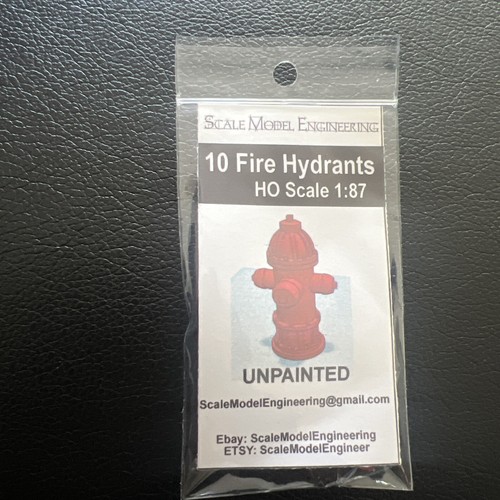 Scale Model Engineering
10 Fire Hydrants
HO Scale 1:87
UNPAINTED
ScaleModelEngineering@gmail.com
Ebay: ScaleModelEngineering
ETSY: ScaleModelEngineer